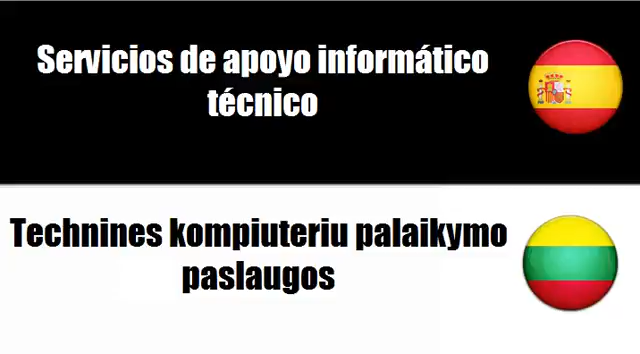 Servicios de apoyo informático
técnico
Technines kompiuteriu palaikymo
paslaugos